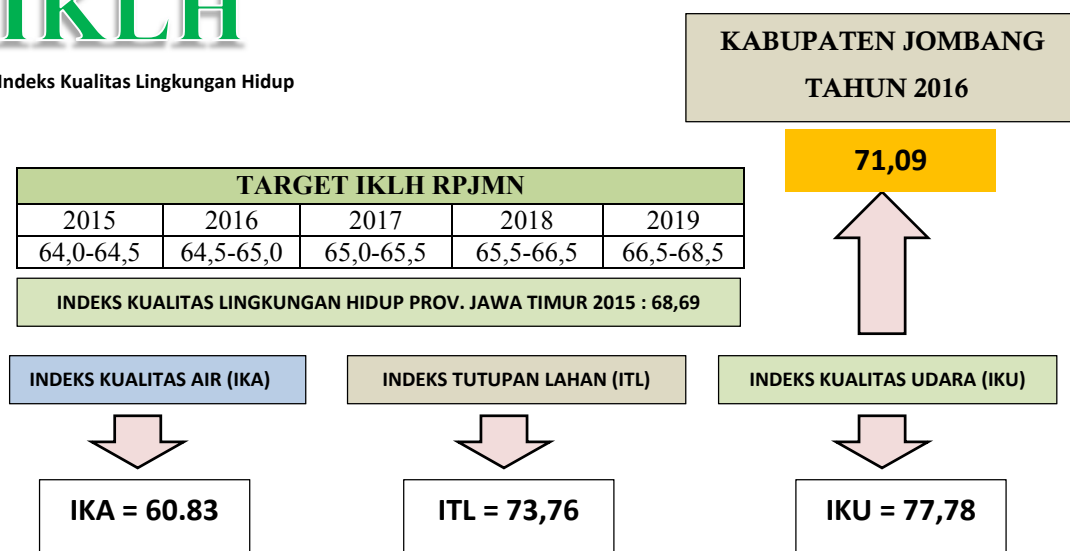 IKLH
Indeks Kualitas Lingkungan Hidup
KABUPATEN JOMBANG
TAHUN 2016
71,09
TARGET IKLH RPJMN
2015 2016 2017 2018 2019
64,0-64,5 64,5-65,0 65,0-65,5 65,5-66,5 66,5-68,5
INDEKS KUALITAS LINGKUNGAN HIDUP PROV. JAWA TIMUR 2015 : 68,69
INDEKS KUALITAS AIR (IKA)
INDEKS TUTUPAN LAHAN (ITL)
INDEKS KUALITAS UDARA (IKU)
IKA = 60.83
ITL = 73,76
IKU = 77,78